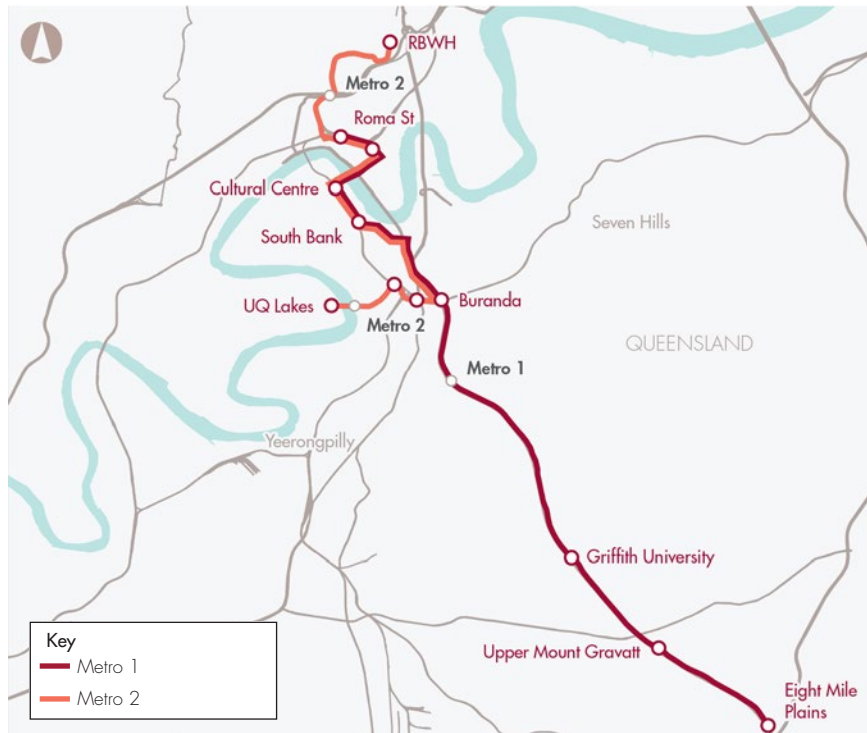 RBWH
Metro 2
Roma St
Cultural Centre
Seven Hills
South Bank
UQ Lakes
Buranda
Metro 2
QUEENSLAND
Metro 1
Yeerongpilly
Griffith University
Key
Upper Mount Gravatt
Metro 1
Eight Mile
Plains
Metro 2